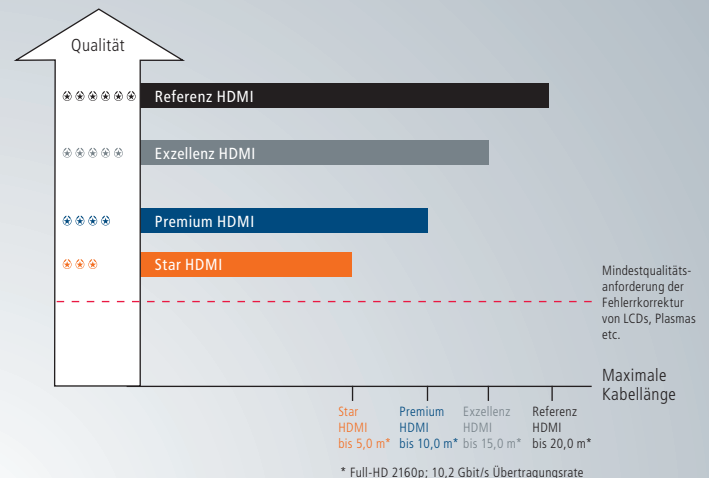 Qualität
Referenz HDMI
Exzellenz HDMI
Premium HDMI
Star HDMI
Mindestqualitäts-
anforderung der
Fehlerrkorrektur
von LCDs, Plasmas
etc.
Maximale
Kabellänge
Star
HDMI
bis 5,0 m*
Premium
HDMI
bis 10,0 m*
Exzellenz
HDMI
bis 15,0 m*
Referenz
HDMI
bis 20,0 m*
* Full-HD 2160p; 10,2 Gbit/s Übertragungsrate